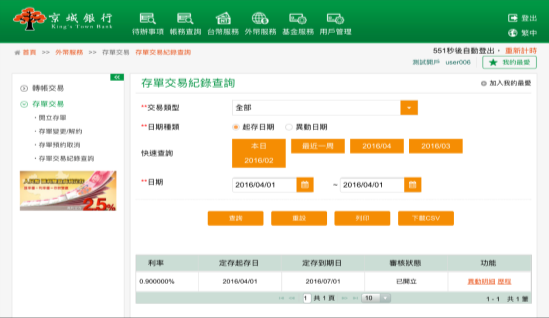 京城銀行
King's Town Bank
待辦事項 帳務查詢 台幣服務 外幣服務 基金服務 用戶管理
登出
繁中
首頁 >> 外幣服務 >> 存單交易 存單交易紀錄查詢
551秒後自動登出, 重新計時
測試開戶 user006 我的最愛
轉帳交易
存單交易
· 開立存單
· 存單變更/解約
· 存單預約取消
· 存單交易紀錄查詢
2.5%
存單交易紀錄查詢
加入我的最愛
**交易類型 全部
**日期種類 起存日期 異動日期
快速查詢 本日 最近一周 2016/04 2016/03
2016/02
**日期 2016/04/01 ~ 2016/04/01
查詢 重設 列印 下載CSV
利率 定存起存日 定存到期日 審核狀態 功能
0.900000% 2016/04/01 2016/07/01 已開立 異動明細 歷程
1 共 1 頁 10
1 - 1 共 1 筆